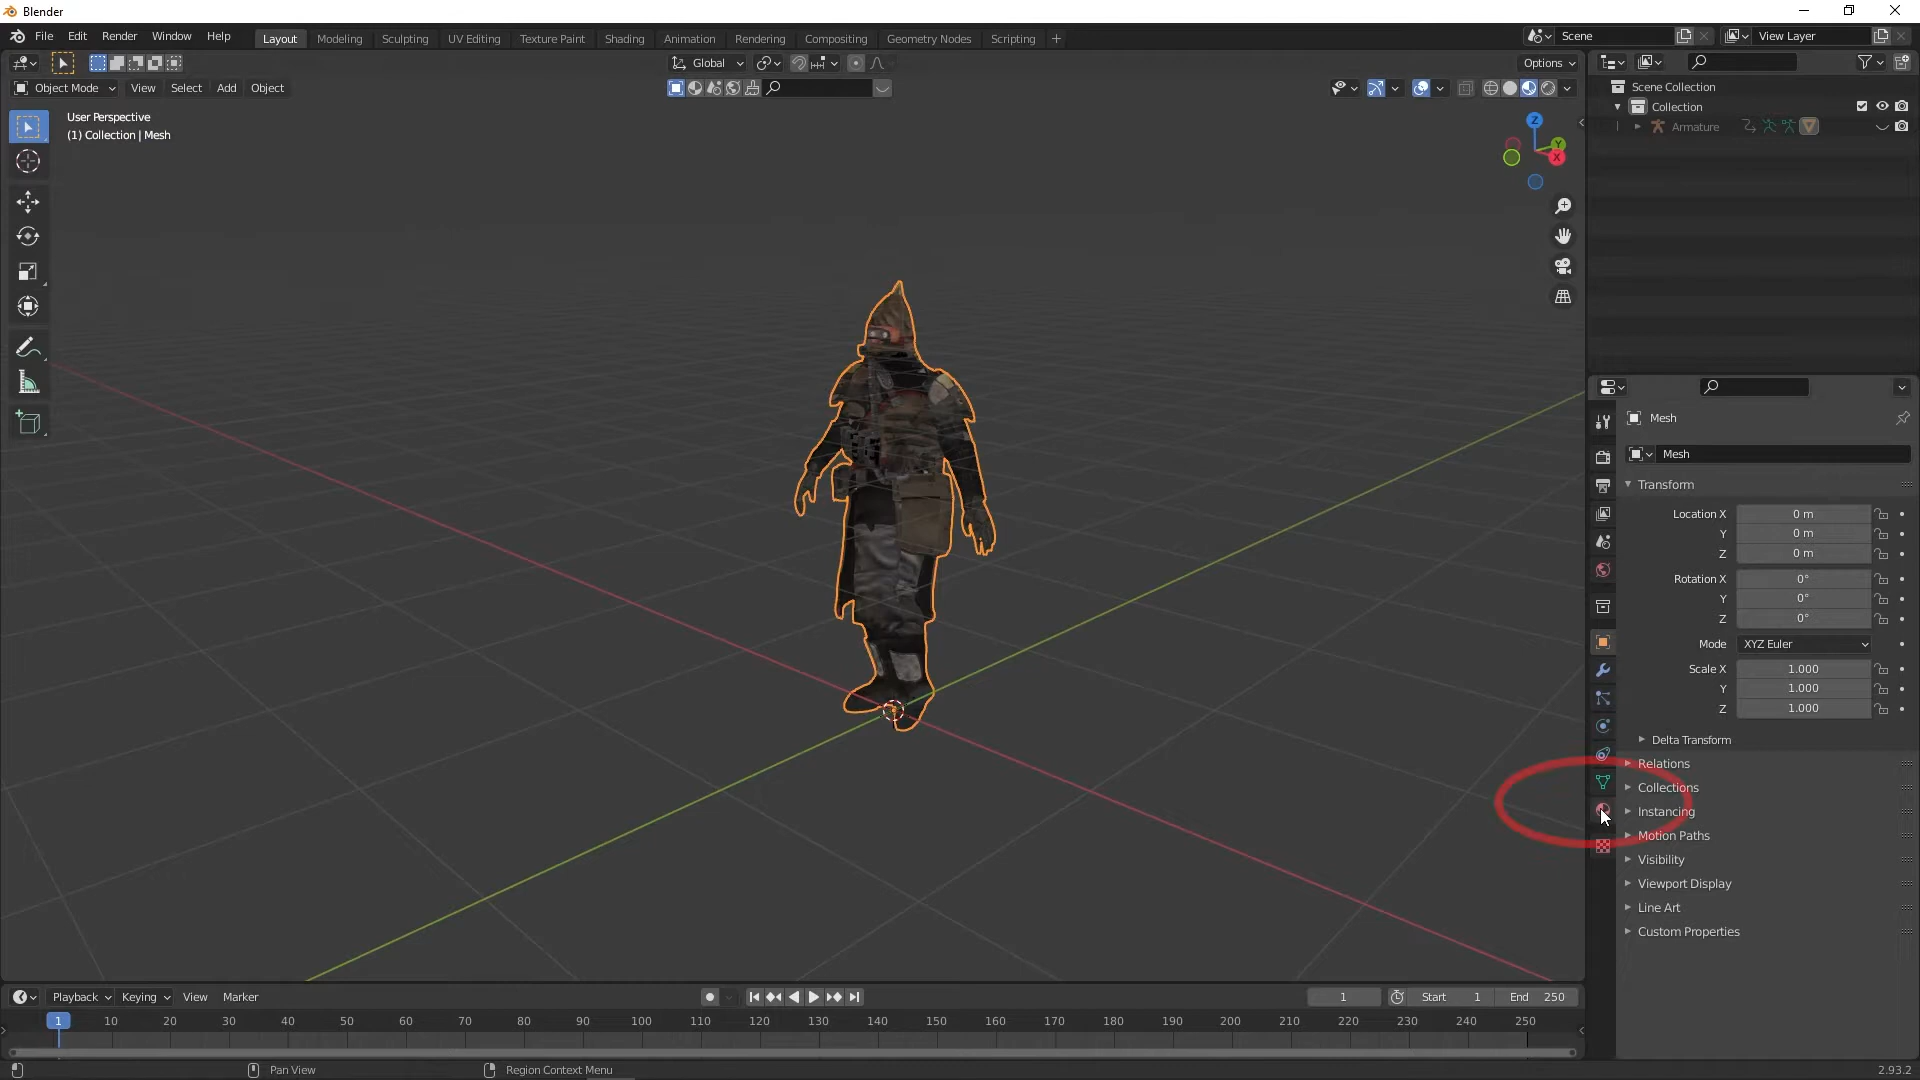 Blender
File Edit Render Window Help Layout Modeling Sculpting UV Editing Texture Paint Shading Animation Rendering Compositing Geometry Nodes Scripting + Scene View Layer
Global Options
Object Mode View Select Add Object
User Perspective
(1) Collection | Mesh
Z
Y
X
Scene Collection
Collection
Armature
Mesh
Mesh
Transform
Location X 0 m
Y 0 m
Z 0 m
Rotation X 0°
Y 0°
Z 0°
Mode XYZ Euler
Scale X 1.000
Y 1.000
Z 1.000
Delta Transform
Relations
Collections
Instancing
Motion Paths
Visibility
Viewport Display
Line Art
Custom Properties
Playback Keying View Marker 1 Start 1 End 250
1 10 20 30 40 50 60 70 80 90 100 110 120 130 140 150 160 170 180 190 200 210 220 230 240 250
Pan View Region Context Menu 2.93.2